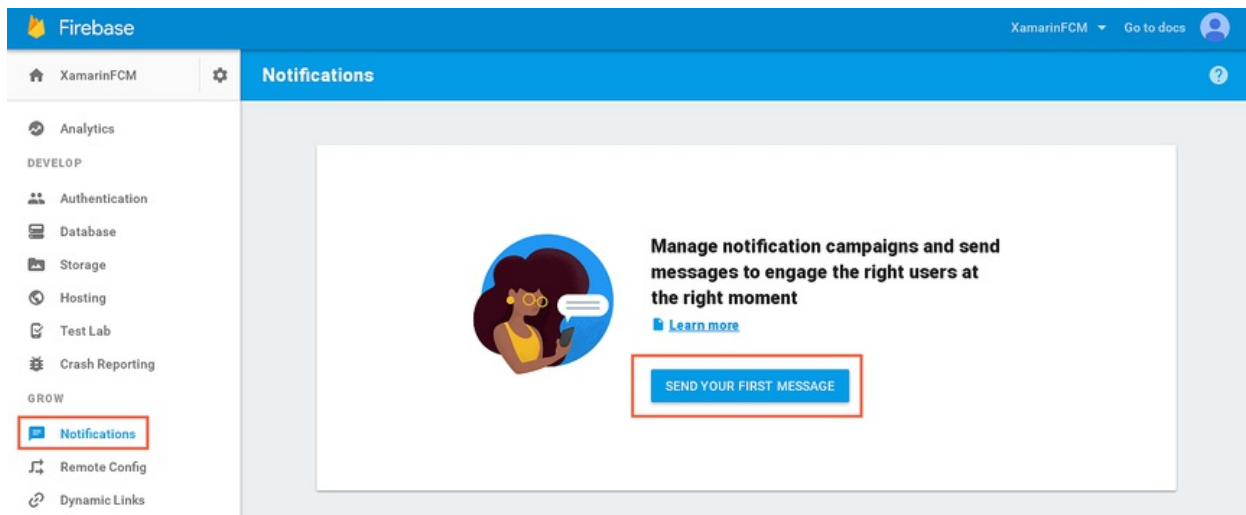 Firebase
XamarinFCM
Go to docs
XamarinFCM
Notifications
?
Analytics
DEVELOP
Authentication
Database
Storage
Hosting
Test Lab
Crash Reporting
GROW
Notifications
Remote Config
Dynamic Links
Manage notification campaigns and send
messages to engage the right users at
the right moment
Learn more
SEND YOUR FIRST MESSAGE